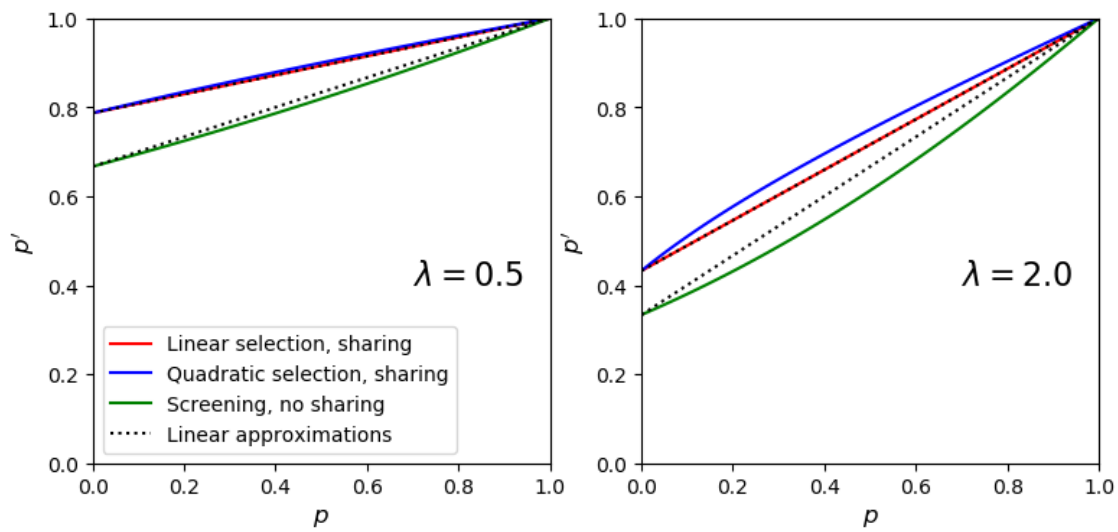 1.0
0.8
0.6
0.4
0.2
0.0
p′
λ = 0.5
Linear selection, sharing
Quadratic selection, sharing
Screening, no sharing
Linear approximations
0.0 0.2 0.4 0.6 0.8 1.0
p
1.0
0.8
0.6
0.4
0.2
0.0
p′
λ = 2.0
0.0 0.2 0.4 0.6 0.8 1.0
p